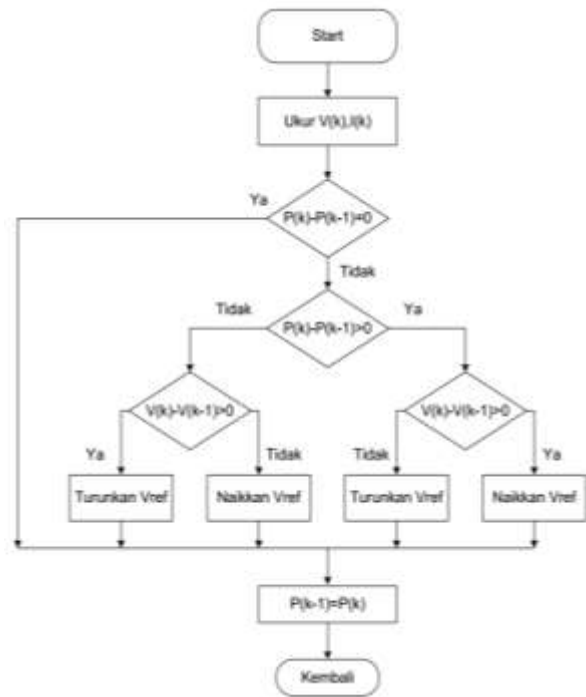 Start
Ukur V(k),I(k)
Ya
P(k)-P(k-1)=0
Tidak
Tidak
P(k)-P(k-1)>0
Ya
V(k)-V(k-1)>0
V(k)-V(k-1)>0
Ya
Tidak
Tidak
Ya
Turunkan Vref
Naikkan Vref
Turunkan Vref
Naikkan Vref
P(k-1)=P(k)
Kembali